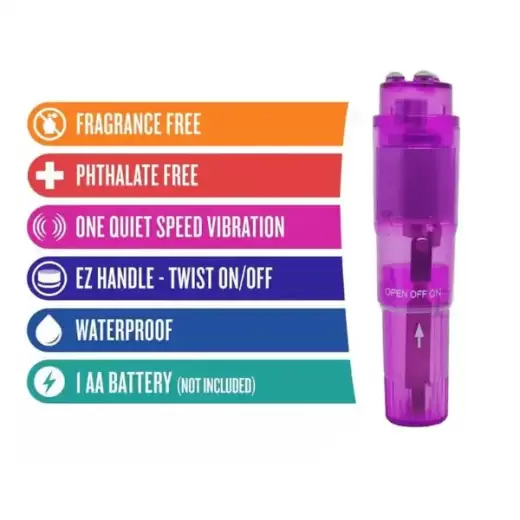 FRAGRANCE FREE
PHTHALATE FREE
ONE QUIET SPEED VIBRATION
EZ HANDLE - TWIST ON/OFF
WATERPROOF
1 AA BATTERY (NOT INCLUDED)
OPEN OFF ON